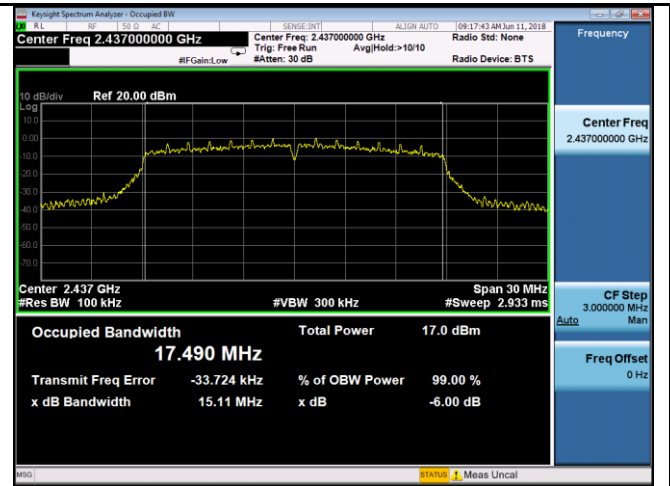 Keysight Spectrum Analyzer - Occupied BW
RL RF 50 Ω AC SENSE:INT ALIGN AUTO 09:17:43 AM Jun 11, 2018
Center Freq 2.437000000 GHz
Center Freq: 2.437000000 GHz
Radio Std: None
Trig: Free Run Avg|Hold:>10/10
#IFGain:Low #Atten: 30 dB Radio Device: BTS
Frequency
10 dB/div Ref 20.00 dBm
Log
10.0
0.00
-10.0
-20.0
-30.0
-40.0
-50.0
-60.0
-70.0
Center Freq
2.437000000 GHz
Center 2.437 GHz Span 30 MHz
#Res BW 100 kHz #VBW 300 kHz #Sweep 2.933 ms
CF Step
3.000000 MHz
Auto Man
Occupied Bandwidth Total Power 17.0 dBm
17.490 MHz
Transmit Freq Error -33.724 kHz % of OBW Power 99.00 %
x dB Bandwidth 15.11 MHz x dB -6.00 dB
Freq Offset
0 Hz
MSG STATUS Meas Uncal